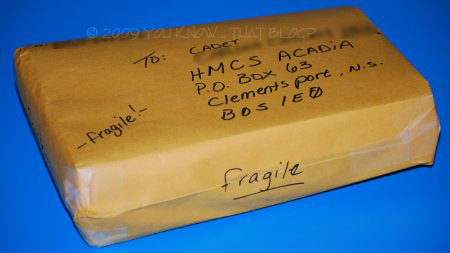 © 2009 YOU KNOW...THAT BLOG?
To: CADET
HMCS ACADIA
P.O. BOX 63
Clementsport, N.S.
B0S 1E0
-fragile!-
fragile